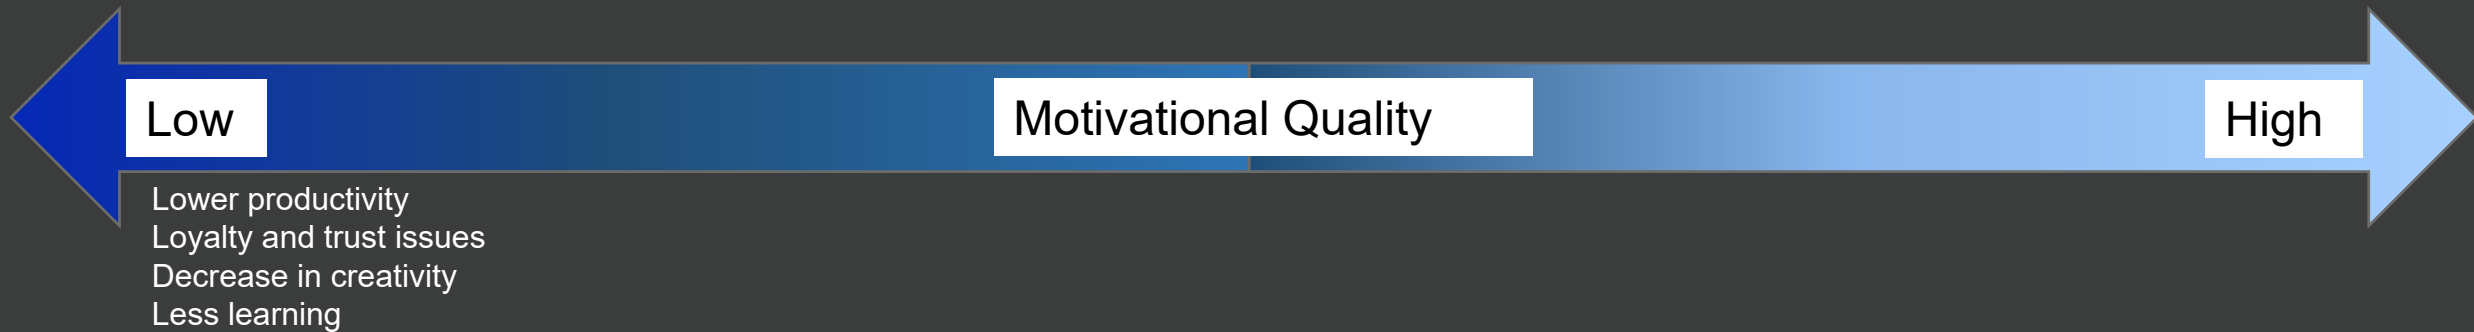 Low
Motivational Quality
High
Lower productivity
Loyalty and trust issues
Decrease in creativity
Less learning